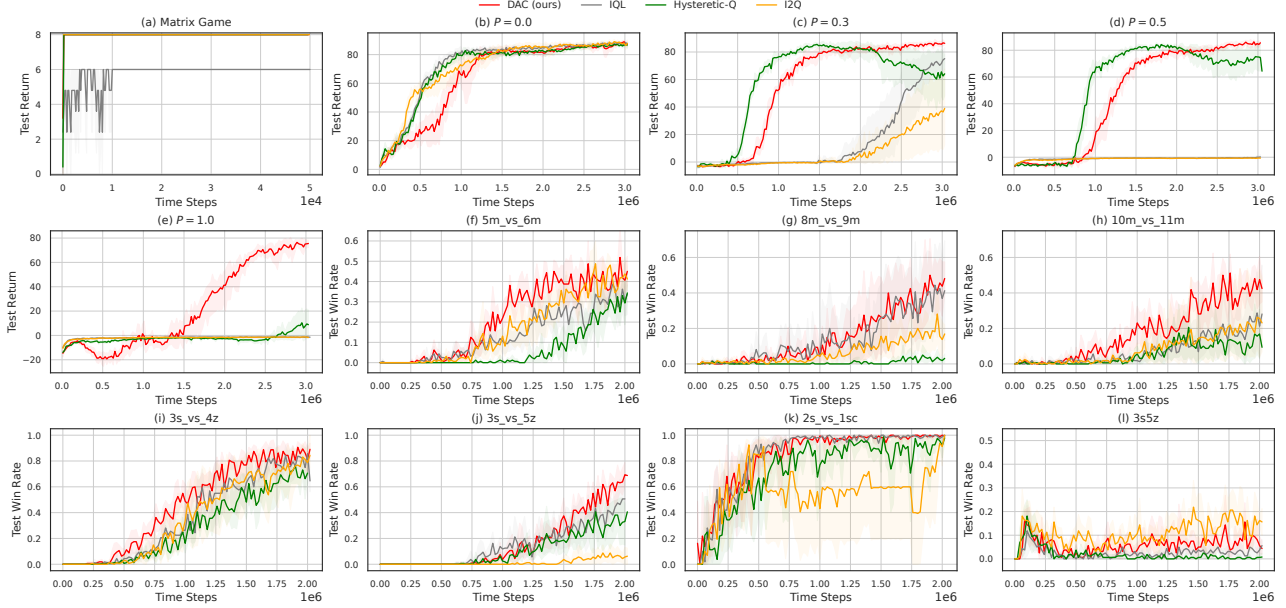 DAC (ours) IQL Hysteretic-Q I2Q
(a) Matrix Game
Test Return
8
6
4
2
0
0 1 2 3 4 5
Time Steps
1e4
(b) P = 0.0
Test Return
80
60
40
20
0
0.0 0.5 1.0 1.5 2.0 2.5 3.0
Time Steps
1e6
(c) P = 0.3
Test Return
80
60
40
20
0
0.0 0.5 1.0 1.5 2.0 2.5 3.0
Time Steps
1e6
(d) P = 0.5
Test Return
80
60
40
20
0
0.0 0.5 1.0 1.5 2.0 2.5 3.0
Time Steps
1e6
(e) P = 1.0
Test Return
80
60
40
20
0
−20
0.0 0.5 1.0 1.5 2.0 2.5 3.0
Time Steps
1e6
(f) 5m_vs_6m
Test Win Rate
0.6
0.5
0.4
0.3
0.2
0.1
0.0
0.00 0.25 0.50 0.75 1.00 1.25 1.50 1.75 2.00
Time Steps
1e6
(g) 8m_vs_9m
Test Win Rate
0.6
0.4
0.2
0.0
0.00 0.25 0.50 0.75 1.00 1.25 1.50 1.75 2.00
Time Steps
1e6
(h) 10m_vs_11m
Test Win Rate
0.6
0.4
0.2
0.0
0.00 0.25 0.50 0.75 1.00 1.25 1.50 1.75 2.00
Time Steps
1e6
(i) 3s_vs_4z
Test Win Rate
1.0
0.8
0.6
0.4
0.2
0.0
0.00 0.25 0.50 0.75 1.00 1.25 1.50 1.75 2.00
Time Steps
1e6
(j) 3s_vs_5z
Test Win Rate
1.0
0.8
0.6
0.4
0.2
0.0
0.00 0.25 0.50 0.75 1.00 1.25 1.50 1.75 2.00
Time Steps
1e6
(k) 2s_vs_1sc
Test Win Rate
1.0
0.8
0.6
0.4
0.2
0.0
0.00 0.25 0.50 0.75 1.00 1.25 1.50 1.75 2.00
Time Steps
1e6
(l) 3s5z
Test Win Rate
0.5
0.4
0.3
0.2
0.1
0.0
0.00 0.25 0.50 0.75 1.00 1.25 1.50 1.75 2.00
Time Steps
1e6